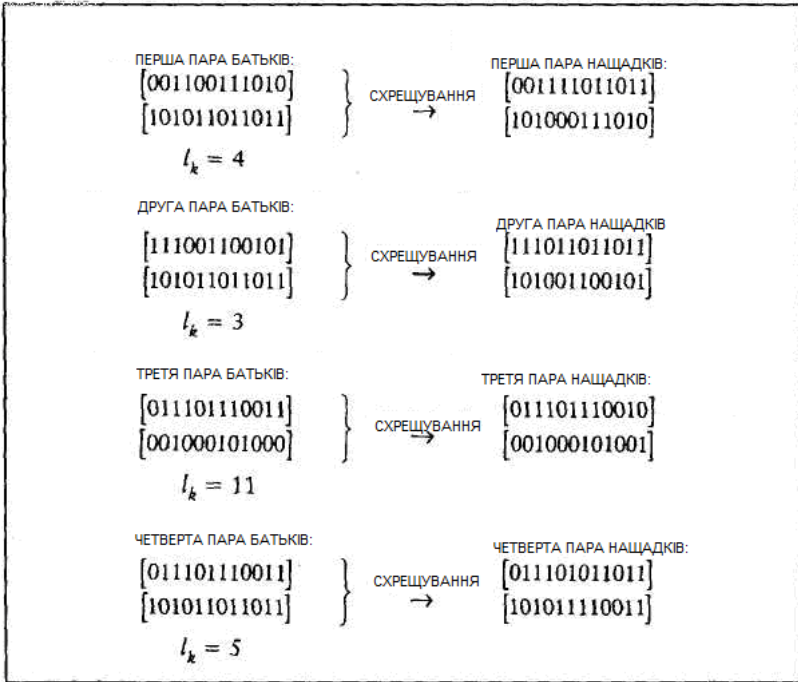 ПЕРША ПАРА БАТЬКІВ:
[001100111010]
[101011011011]
l_k = 4
СХРЕЩУВАННЯ
→
ПЕРША ПАРА НАЩАДКІВ:
[001111011011]
[101000111010]
ДРУГА ПАРА БАТЬКІВ:
[111001100101]
[101011011011]
l_k = 3
СХРЕЩУВАННЯ
→
ДРУГА ПАРА НАЩАДКІВ
[111011011011]
[101001100101]
ТРЕТЯ ПАРА БАТЬКІВ:
[011101110011]
[001000101000]
l_k = 11
СХРЕЩУВАННЯ
→
ТРЕТЯ ПАРА НАЩАДКІВ:
[011101110010]
[001000101001]
ЧЕТВЕРТА ПАРА БАТЬКІВ:
[011101110011]
[101011011011]
l_k = 5
СХРЕЩУВАННЯ
→
ЧЕТВЕРТА ПАРА НАЩАДКІВ:
[011101011011]
[101011110011]